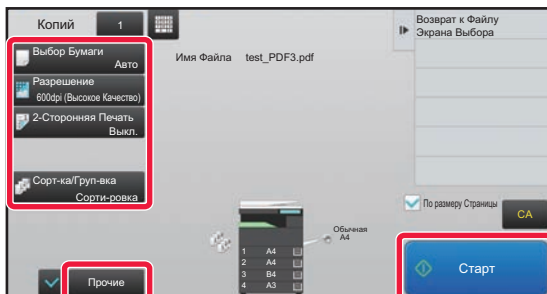 Копий 1
Выбор Бумаги
Авто
Разрешение
600dpi (Высокое Качество)
2-Сторонняя Печать
Выкл.
Сорт-ка/Груп-вка
Сорти-ровка
Прочие
Имя Файла test_PDF3.pdf
1 A4
2 A4
3 B4
4 A3
Обычная
A4
Возврат к Файлу
Экрана Выбора
По размеру Страницы
CA
Старт